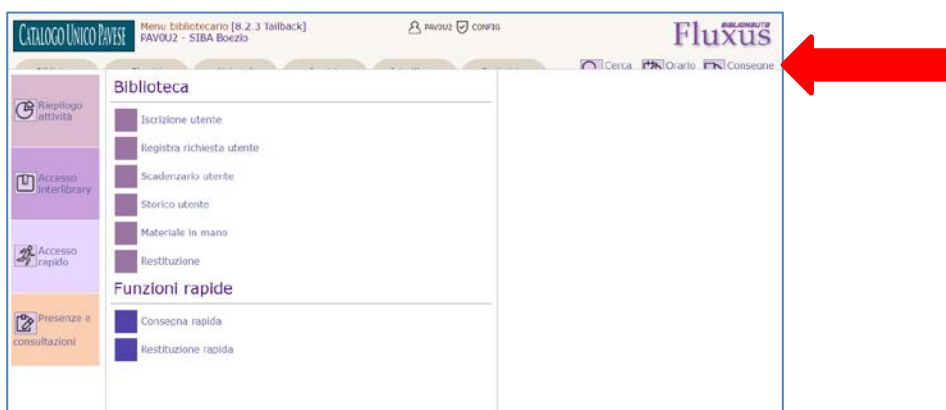 CATALOGO UNICO PAVESE
Menu bibliotecario [8.2.3 Tailback]
PAV0U2 - SIBA Boezio
PAV0U2 CONFIG
BIBLIONAUTA
Fluxus
Cerca Orario Consegne
Riepilogo
attività
Accesso
interlibrary
Accesso
rapido
Presenze e
consultazioni
Biblioteca
Iscrizione utente
Registra richiesta utente
Scadenzario utente
Storico utente
Materiale in mano
Restituzione
Funzioni rapide
Consegna rapida
Restituzione rapida